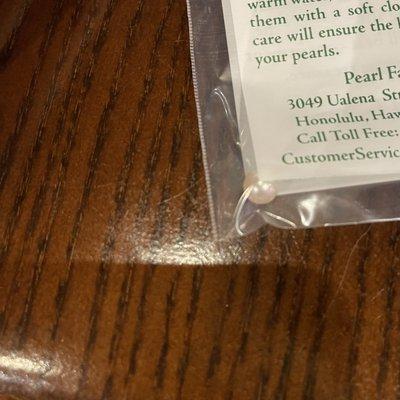 warm water
them with a soft clo
care will ensure the
your pearls.
Pearl Fa
3049 Ualena Str
Honolulu, Haw
Call Toll Free:
CustomerServic